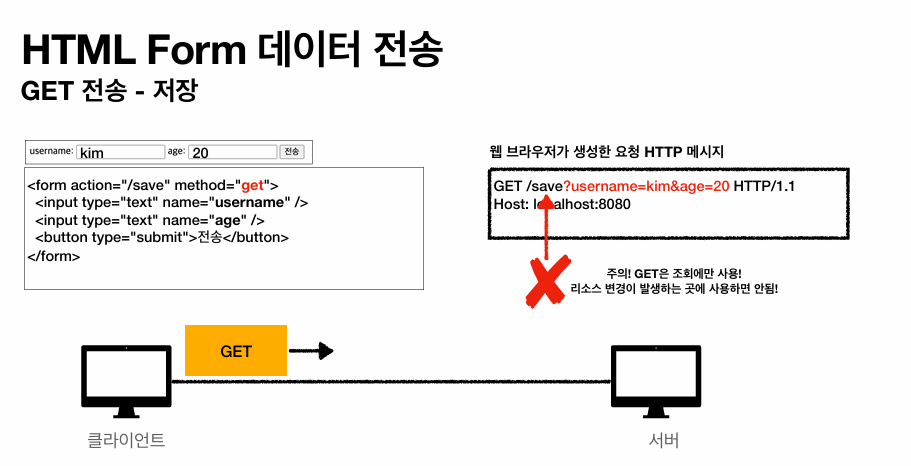 HTML Form 데이터 전송
GET 전송 - 저장
username: kim age: 20 전송
<form action="/save" method="get">
<input type="text" name="username" />
<input type="text" name="age" />
<button type="submit">전송</button>
</form>
웹 브라우저가 생성한 요청 HTTP 메시지
GET /save?username=kim&age=20 HTTP/1.1
Host: localhost:8080
주의! GET은 조회에만 사용!
리소스 변경이 발생하는 곳에 사용하면 안됨!
GET
클라이언트
서버